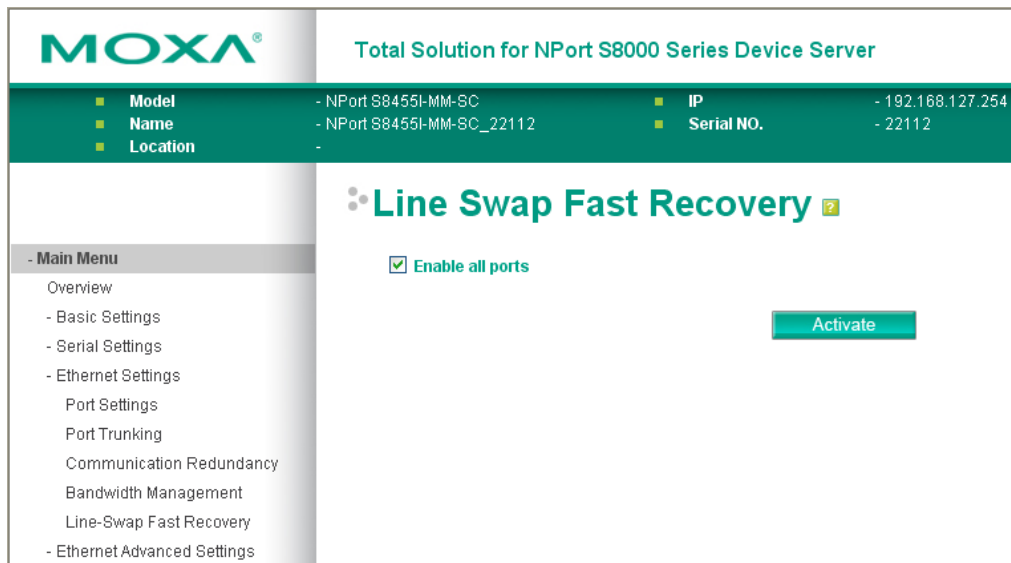 MOXA®
Total Solution for NPort S8000 Series Device Server
Model - NPort S8455I-MM-SC IP - 192.168.127.254
Name - NPort S8455I-MM-SC_22112 Serial NO. - 22112
Location -
Line Swap Fast Recovery ?
- Main Menu
Enable all ports
Overview
- Basic Settings
Activate
- Serial Settings
- Ethernet Settings
Port Settings
Port Trunking
Communication Redundancy
Bandwidth Management
Line-Swap Fast Recovery
- Ethernet Advanced Settings